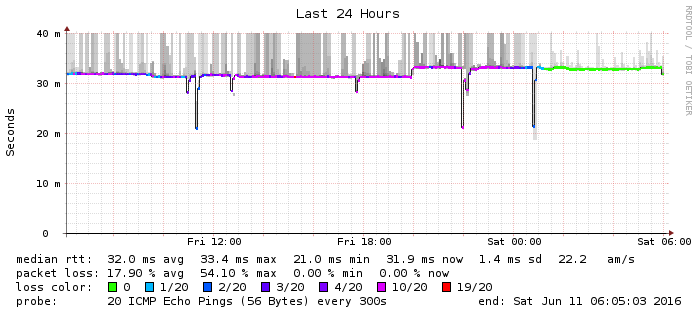 Last 24 Hours
RRDTOOL / TOBI OETIKER
Seconds
40 m
30 m
20 m
10 m
0
Fri 12:00 Fri 18:00 Sat 00:00 Sat 06:00
median rtt: 32.0 ms avg 33.4 ms max 21.0 ms min 31.9 ms now 1.4 ms sd 22.2 am/s
packet loss: 17.90 % avg 54.10 % max 0.00 % min 0.00 % now
loss color: 0 1/20 2/20 3/20 4/20 10/20 19/20
probe: 20 ICMP Echo Pings (56 Bytes) every 300s end: Sat Jun 11 06:05:03 2016